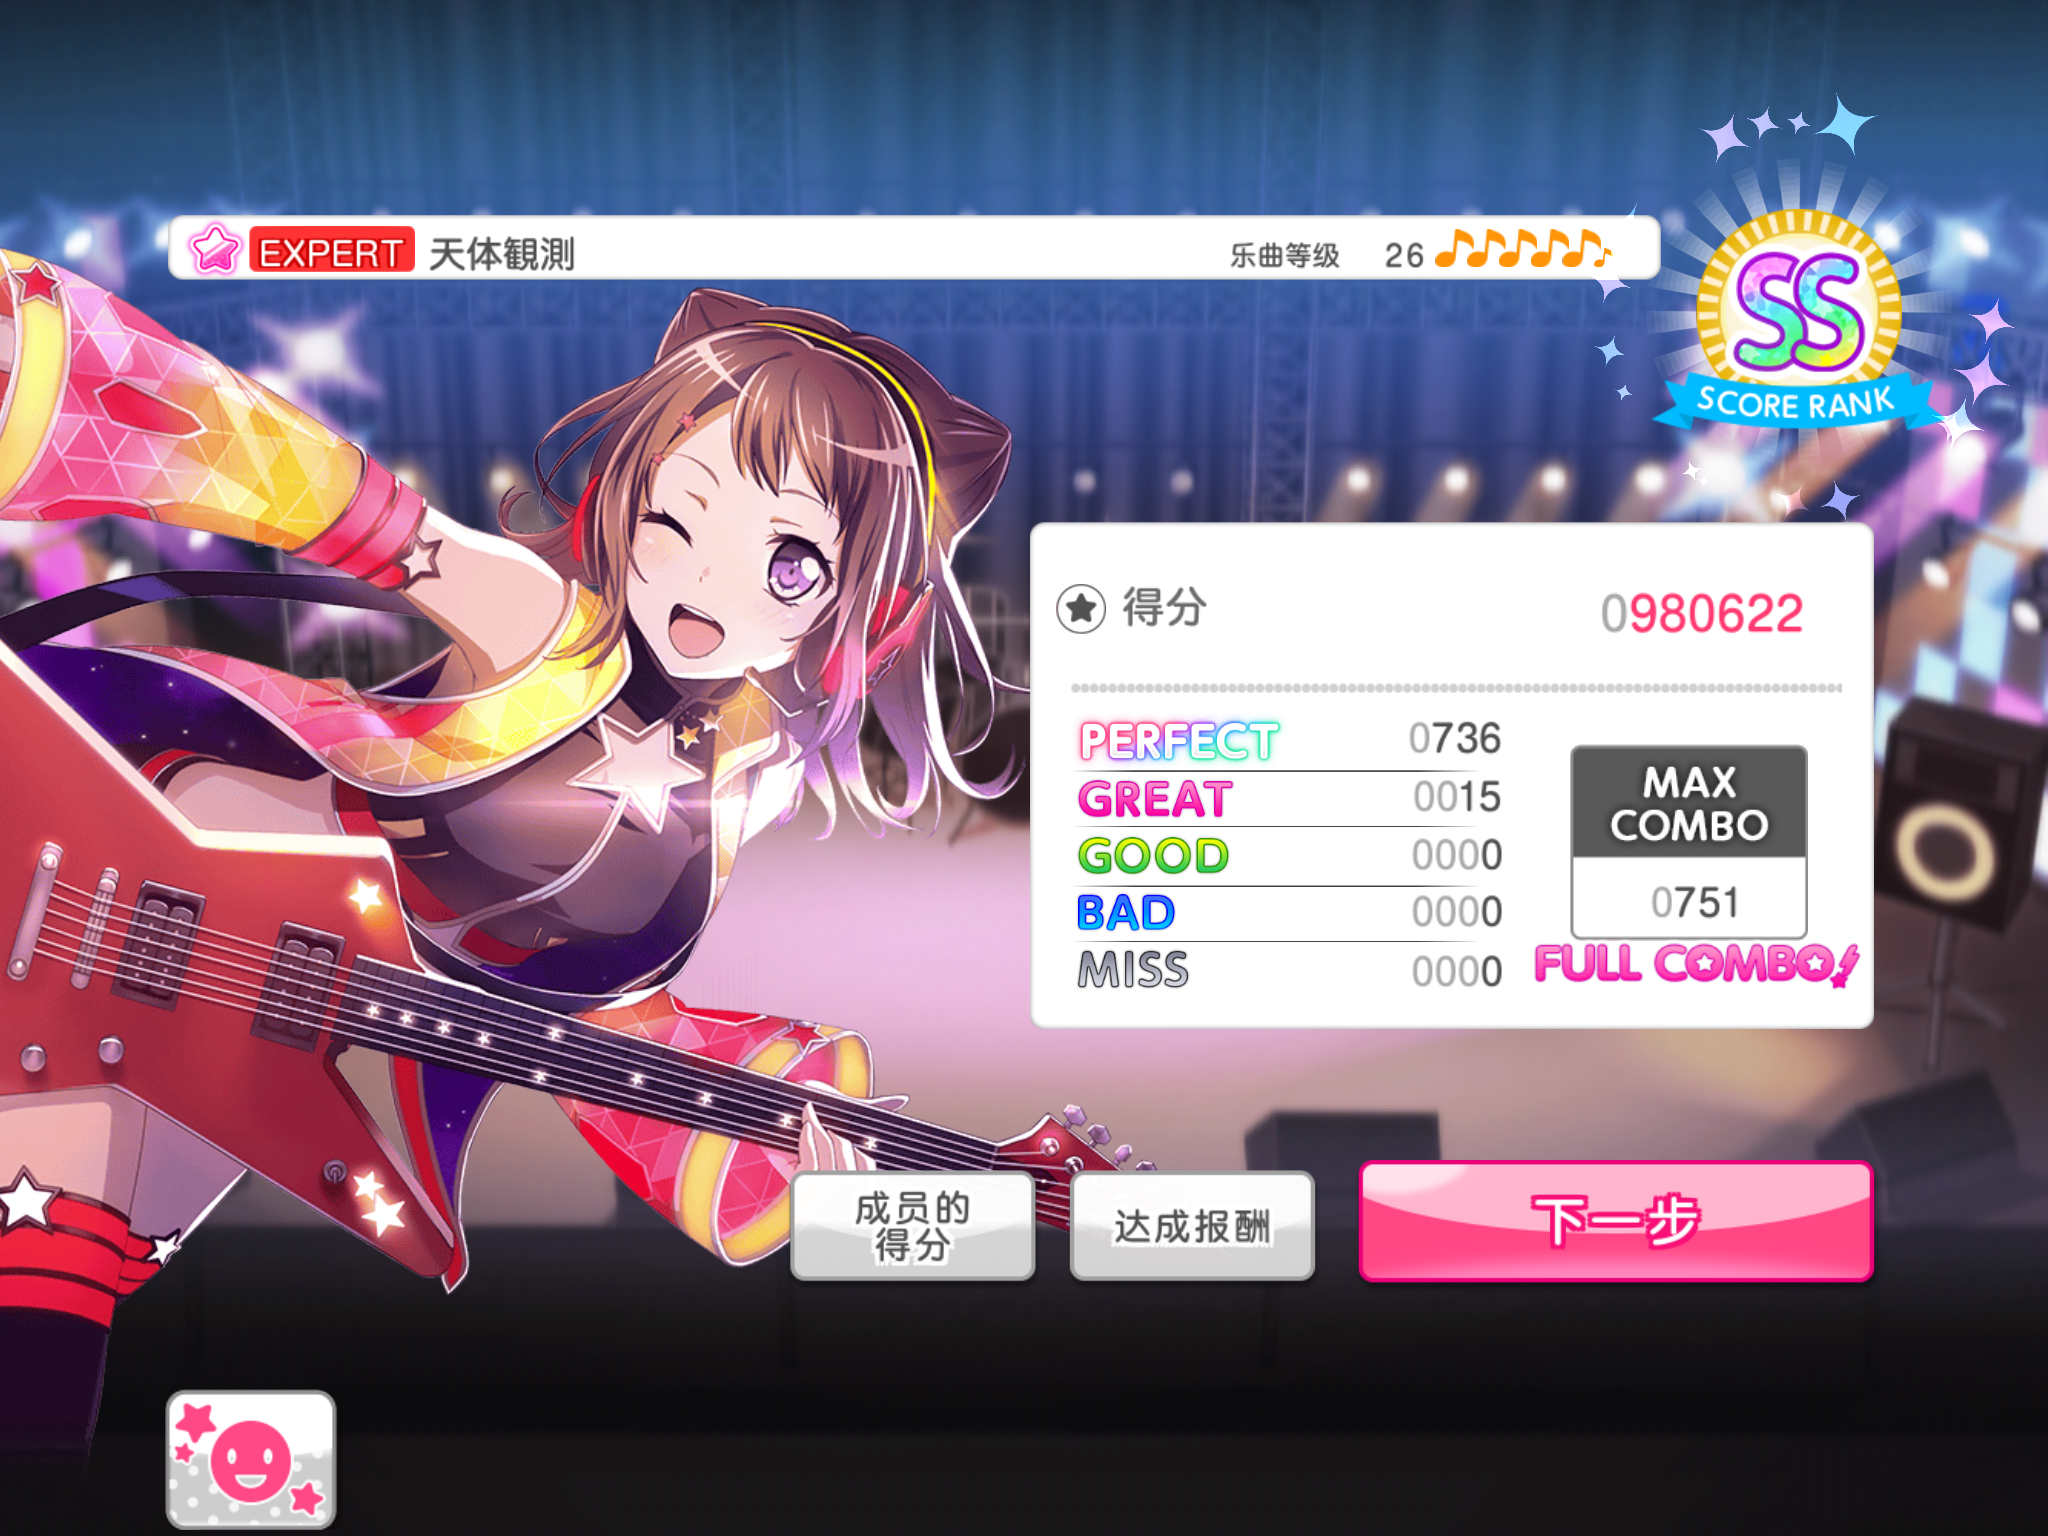 EXPERT 天体観測 乐曲等级 26
SS
SCORE RANK
得分 0980622
PERFECT 0736
GREAT 0015
GOOD 0000
BAD 0000
MISS 0000
MAX
COMBO
0751
FULL COMBO!
成员的
得分
达成报酬
下一步